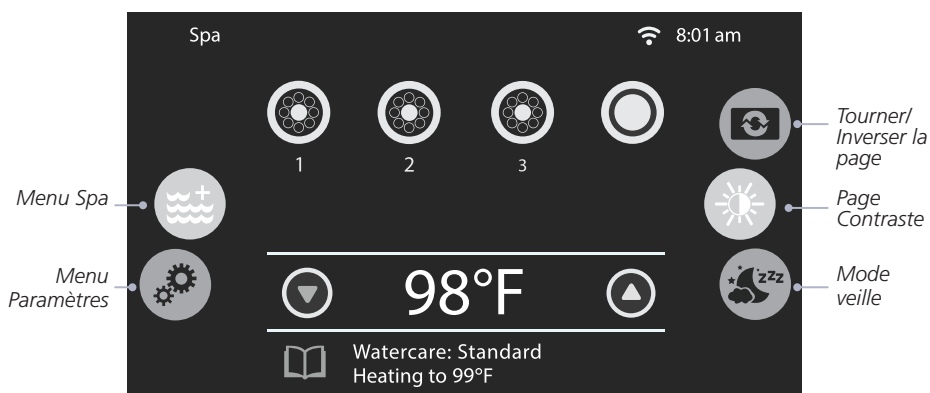 Spa
8:01 am
1
2
3
Tourner/
Inverser la
page
Menu Spa
Page
Contraste
Menu
Paramètres
98°F
zzz
Mode
veille
Watercare: Standard
Heating to 99°F